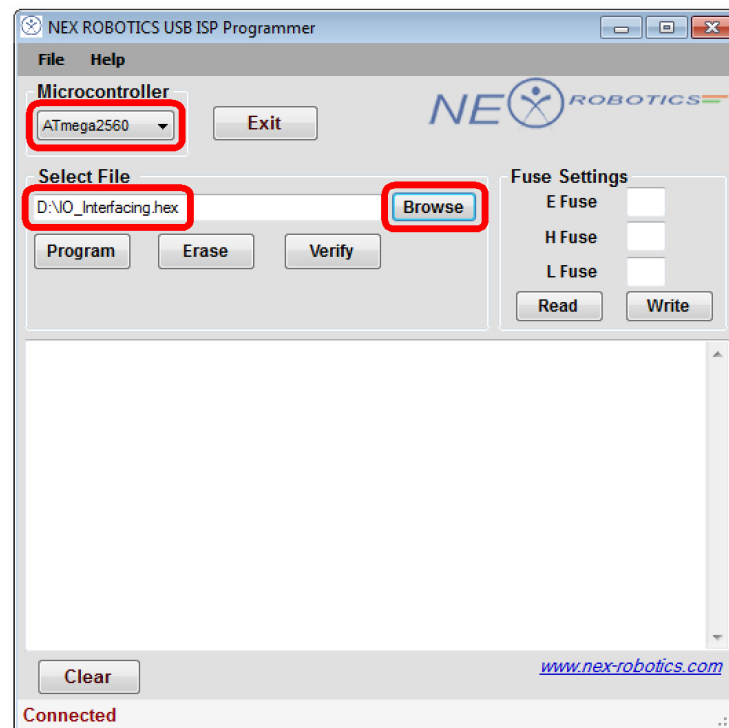 NEX ROBOTICS USB ISP Programmer
File Help
Microcontroller
ATmega2560
Exit
NE ROBOTICS
Select File
D:\IO_Interfacing.hex
Browse
Program Erase Verify
Fuse Settings
E Fuse
H Fuse
L Fuse
Read Write
Clear
www.nex-robotics.com
Connected